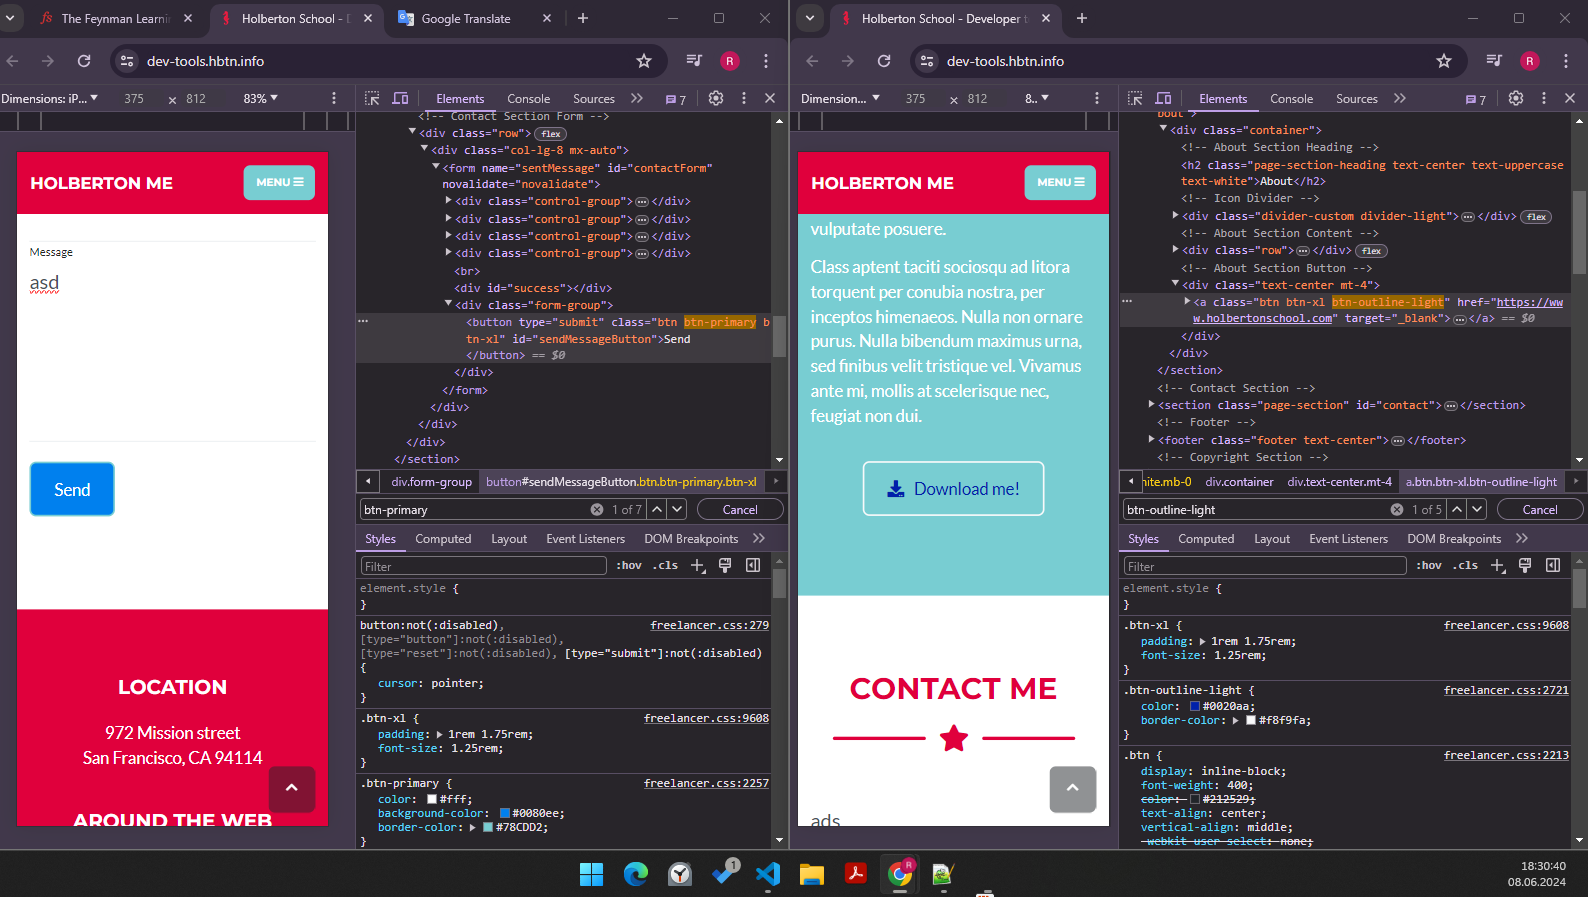 The Feynman Learni
Holberton School - D
Google Translate
dev-tools.hbtn.info
R
Dimensions: iP...
375 × 812
83%
Elements
Console
Sources
7
HOLBERTON ME
MENU
Message
asd
Send
LOCATION
972 Mission street
San Francisco, CA 94114
AROUND THE WEB
<!-- Contact Section Form -->
<div class="row"> flex
<div class="col-lg-8 mx-auto">
<form name="sentMessage" id="contactForm"
novalidate="novalidate">
<div class="control-group"> … </div>
<div class="control-group"> … </div>
<div class="control-group"> … </div>
<div class="control-group"> … </div>
<br>
<div id="success"></div>
<div class="form-group">
<button type="submit" class="btn btn-primary b
tn-xl" id="sendMessageButton">Send
</button> == $0
</div>
</form>
</div>
</div>
</div>
</section>
div.form-group
button#sendMessageButton.btn.btn-primary.btn-xl
btn-primary
1 of 7
Cancel
Styles
Computed
Layout
Event Listeners
DOM Breakpoints
Filter
:hov .cls
element.style {
}
button:not(:disabled), freelancer.css:279
[type="button"]:not(:disabled),
[type="reset"]:not(:disabled), [type="submit"]:not(:disabled)
{
cursor: pointer;
}
.btn-xl { freelancer.css:9608
padding: 1rem 1.75rem;
font-size: 1.25rem;
}
.btn-primary { freelancer.css:2257
color: #fff;
background-color: #0080ee;
border-color: #78CDD2;
}
Holberton School - Developer t
dev-tools.hbtn.info
R
Dimension...
375 × 812
8..
Elements
Console
Sources
7
HOLBERTON ME
MENU
vulputate posuere.
Class aptent taciti sociosqu ad litora
torquent per conubia nostra, per
inceptos himenaeos. Nulla non ornare
purus. Nulla bibendum maximus urna,
sed finibus velit tristique vel. Vivamus
ante mi, mollis at scelerisque nec,
feugiat non dui.
Download me!
CONTACT ME
ads
bout">
<div class="container">
<!-- About Section Heading -->
<h2 class="page-section-heading text-center text-uppercase
text-white">About</h2>
<!-- Icon Divider -->
<div class="divider-custom divider-light"> … </div> flex
<!-- About Section Content -->
<div class="row"> … </div> flex
<!-- About Section Button -->
<div class="text-center mt-4">
<a class="btn btn-xl btn-outline-light" href="https://ww
w.holbertonschool.com" target="_blank"> … </a> == $0
</div>
</div>
</section>
<!-- Contact Section -->
<section class="page-section" id="contact"> … </section>
<!-- Footer -->
<footer class="footer text-center"> … </footer>
<!-- Copyright Section -->
hite.mb-0
div.container
div.text-center.mt-4
a.btn.btn-xl.btn-outline-light
btn-outline-light
1 of 5
Cancel
Styles
Computed
Layout
Event Listeners
DOM Breakpoints
Filter
:hov .cls
element.style {
}
.btn-xl { freelancer.css:9608
padding: 1rem 1.75rem;
font-size: 1.25rem;
}
.btn-outline-light { freelancer.css:2721
color: #0020aa;
border-color: #f8f9fa;
}
.btn { freelancer.css:2213
display: inline-block;
font-weight: 400;
color: #212529;
text-align: center;
vertical-align: middle;
-webkit-user-select: none;
1
R
18:30:40
08.06.2024